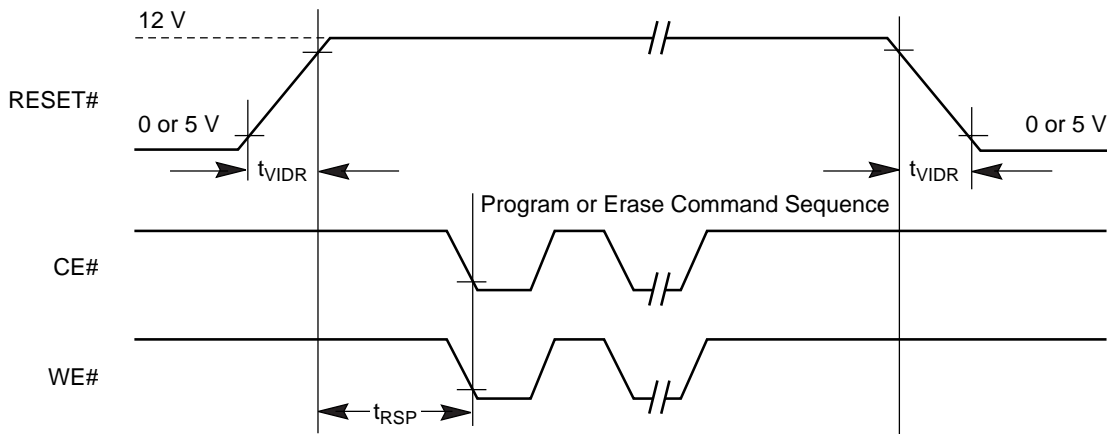 12 V
RESET#
0 or 5 V
0 or 5 V
tVIDR
tVIDR
Program or Erase Command Sequence
CE#
WE#
tRSP